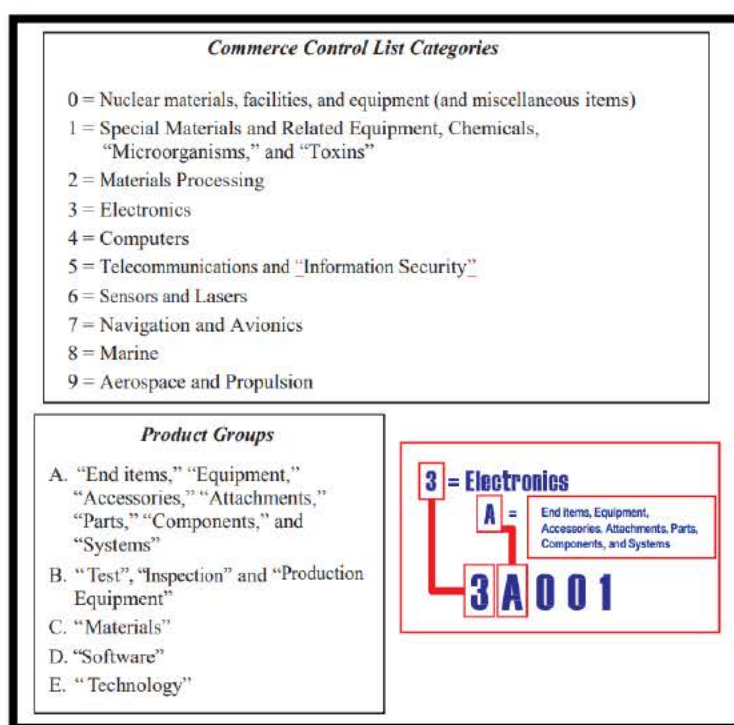 Commerce Control List Categories
0 = Nuclear materials, facilities, and equipment (and miscellaneous items)
1 = Special Materials and Related Equipment, Chemicals,
“Microorganisms,” and “Toxins”
2 = Materials Processing
3 = Electronics
4 = Computers
5 = Telecommunications and “Information Security”
6 = Sensors and Lasers
7 = Navigation and Avionics
8 = Marine
9 = Aerospace and Propulsion
Product Groups
A. “End items,” “Equipment,”
“Accessories,” “Attachments,”
“Parts,” “Components,” and
“Systems”
B. “Test”, “Inspection” and “Production
Equipment”
C. “Materials”
D. “Software”
E. “Technology”
3 = Electronics
A = End items, Equipment,
Accessories, Attachments, Parts,
Components, and Systems
3A001